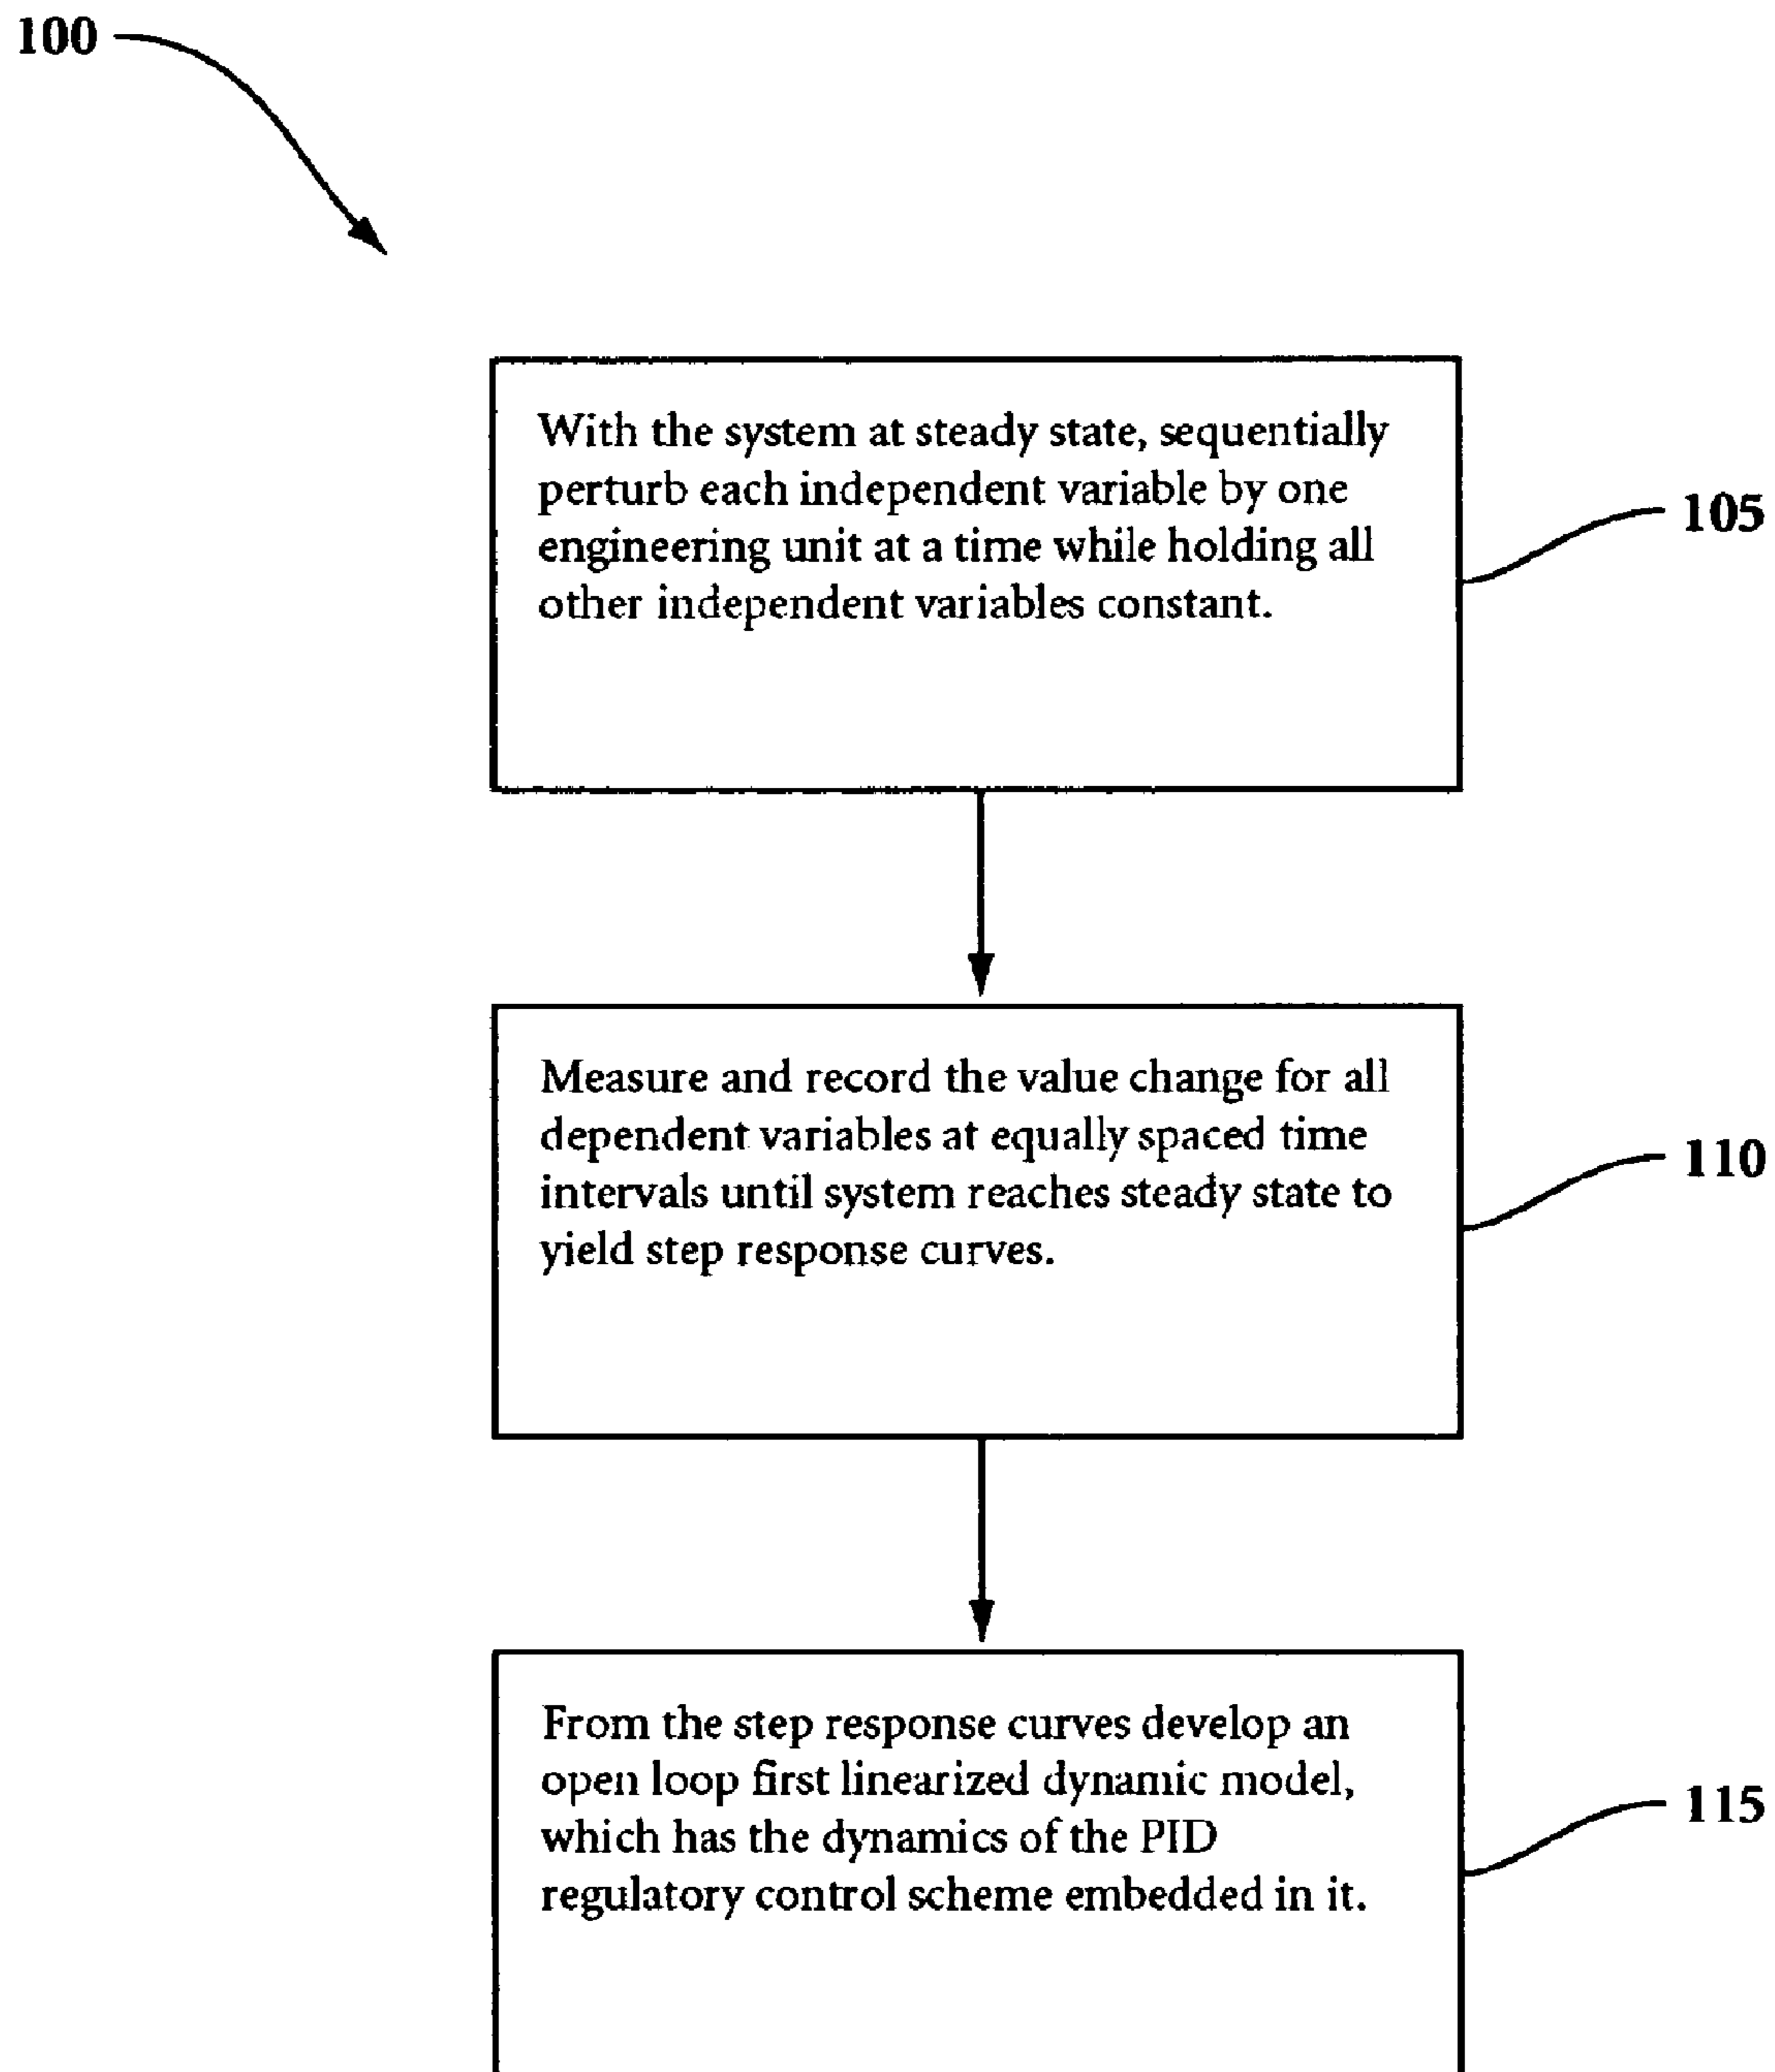 100
With the system at steady state, sequentially
perturb each independent variable by one
engineering unit at a time while holding all
other independent variables constant.
105
Measure and record the value change for all
dependent variables at equally spaced time
intervals until system reaches steady state to
yield step response curves.
110
From the step response curves develop an
open loop first linearized dynamic model,
which has the dynamics of the PID
regulatory control scheme embedded in it.
115